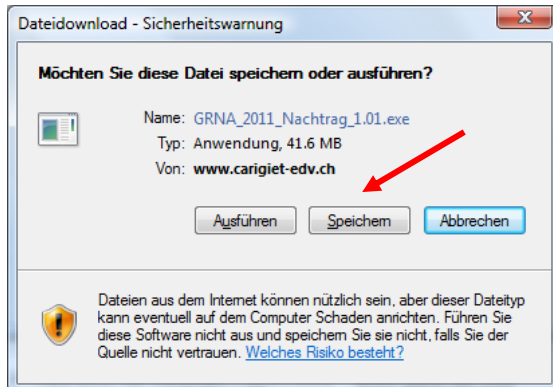 Dateidownload - Sicherheitswarnung
Möchten Sie diese Datei speichern oder ausführen?
Name: GRNA_2011_Nachtrag_1.01.exe
Typ: Anwendung, 41.6 MB
Von: www.carigiet-edv.ch
Ausführen Speichern Abbrechen
Dateien aus dem Internet können nützlich sein, aber dieser Dateityp
kann eventuell auf dem Computer Schaden anrichten. Führen Sie
diese Software nicht aus und speichern Sie sie nicht, falls Sie der
Quelle nicht vertrauen. Welches Risiko besteht?